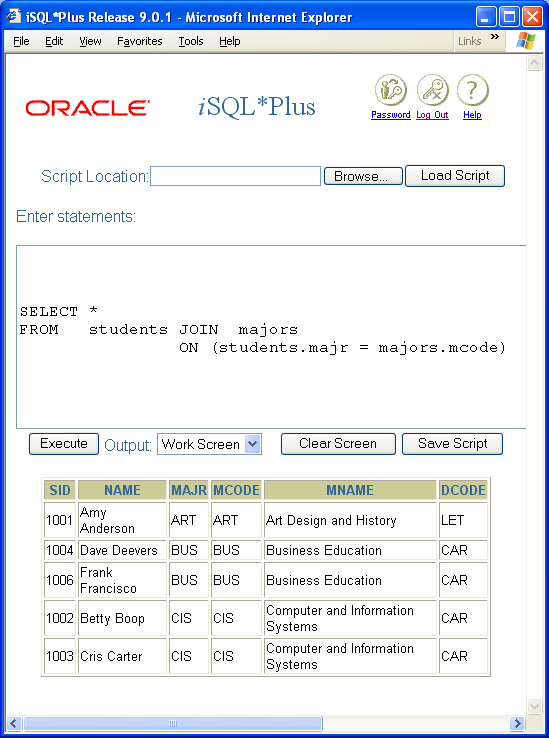 iSQL*Plus Release 9.0.1 - Microsoft Internet Explorer
File Edit View Favorites Tools Help Links »
ORACLE® iSQL*Plus
Password Log Out ? Help
Script Location: Browse... Load Script
Enter statements:
SELECT *
FROM students JOIN majors
ON (students.majr = majors.mcode)
Execute Output: Work Screen Clear Screen Save Script
SID NAME MAJR MCODE MNAME DCODE
1001 Amy Anderson ART ART Art Design and History LET
1004 Dave Deevers BUS BUS Business Education CAR
1006 Frank Francisco BUS BUS Business Education CAR
1002 Betty Boop CIS CIS Computer and Information Systems CAR
1003 Cris Carter CIS CIS Computer and Information Systems CAR